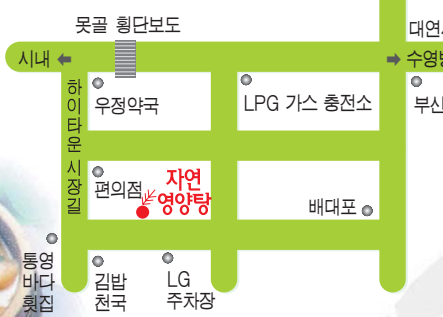 못골 횡단보도
시내
수영
우정약국
LPG 가스 충전소
부산
하이타운 시장길
편의점
자연
영양탕
배대포
통영
바다
횟집
김밥
천국
LG
주차장
대연